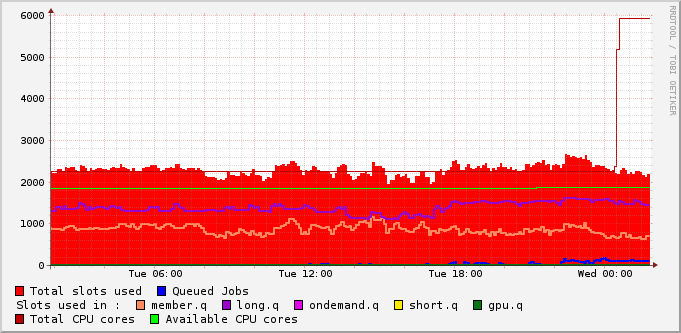 RRDTOOL / TOBI OETIKER
6000
5000
4000
3000
2000
1000
0
Tue 06:00 Tue 12:00 Tue 18:00 Wed 00:00
Total slots used Queued Jobs
Slots used in : member.q long.q ondemand.q short.q gpu.q
Total CPU cores Available CPU cores